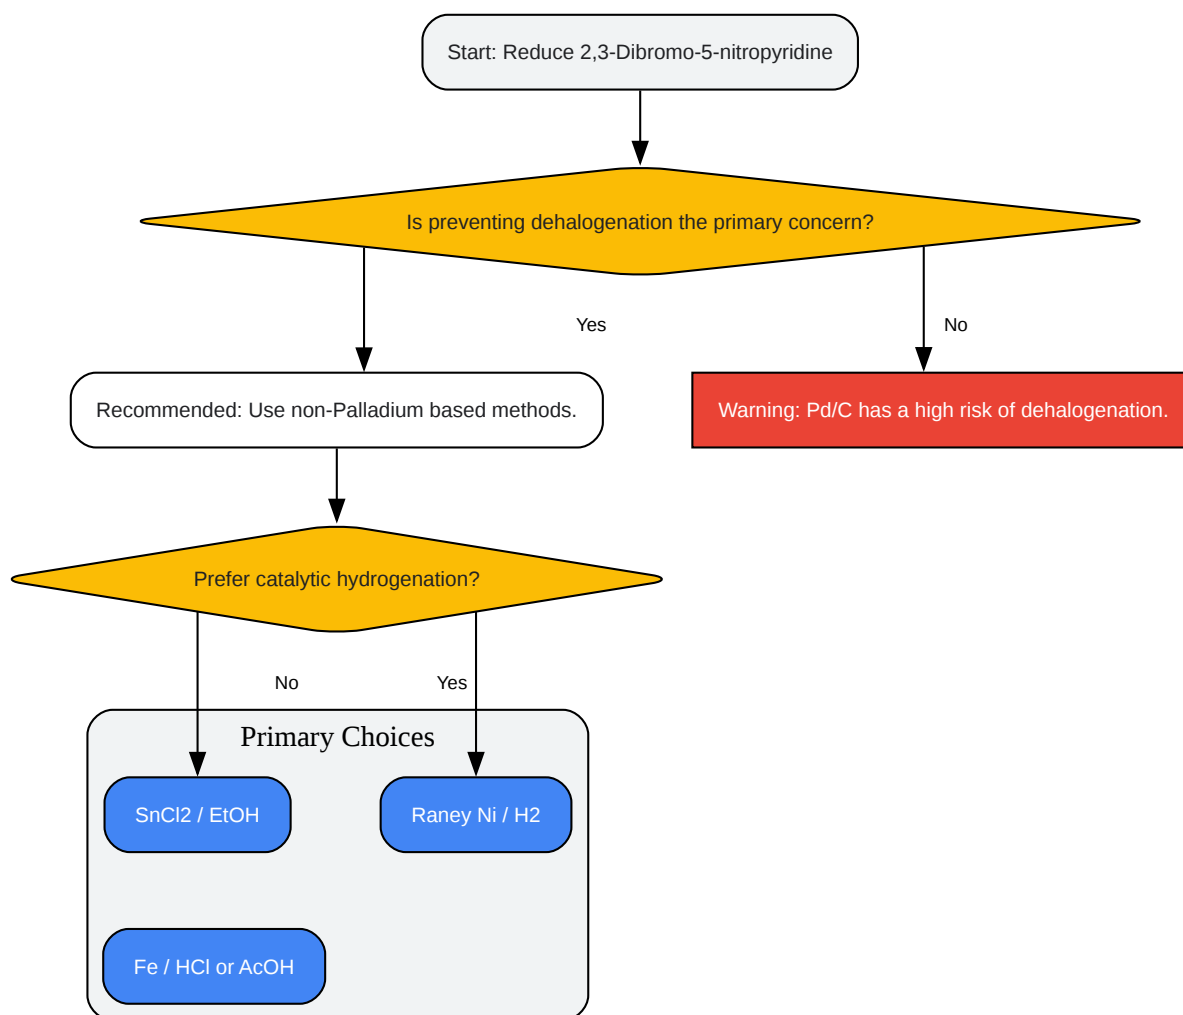 Start: Reduce 2,3-Dibromo-5-nitropyridine
Is preventing dehalogenation the primary concern?
Yes
No
Recommended: Use non-Palladium based methods.
Warning: Pd/C has a high risk of dehalogenation.
Prefer catalytic hydrogenation?
No
Yes
Primary Choices
SnCl2 / EtOH
Raney Ni / H2
Fe / HCl or AcOH